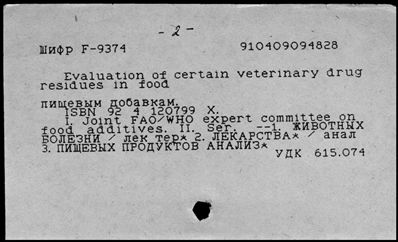 - 2 -
Шифр F-9374 910409094828
Evaluation of certain veterinary drug
residues in food
пищевым добавкам.
ISBN 92 4 120799 X.
I. Joint FAO/WHO expert committee on
food additives. II. Ser. --1. ЖИВОТНЫХ
БОЛЕЗНИ / лек тер* 2. ЛЕКАРСТВА* / анал
3. ПИЩЕВЫХ ПРОДУКТОВ АНАЛИЗ*
УДК 615.074